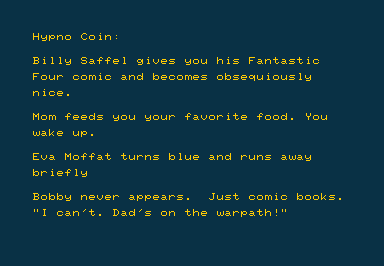 Hypno Coin:
Billy Saffel gives you his Fantastic
Four comic and becomes obsequiously
nice.
Mom feeds you your favorite food. You
wake up.
Eva Moffat turns blue and runs away
briefly
Bobby never appears.  Just comic books.
"I can´t. Dad´s on the warpath!"